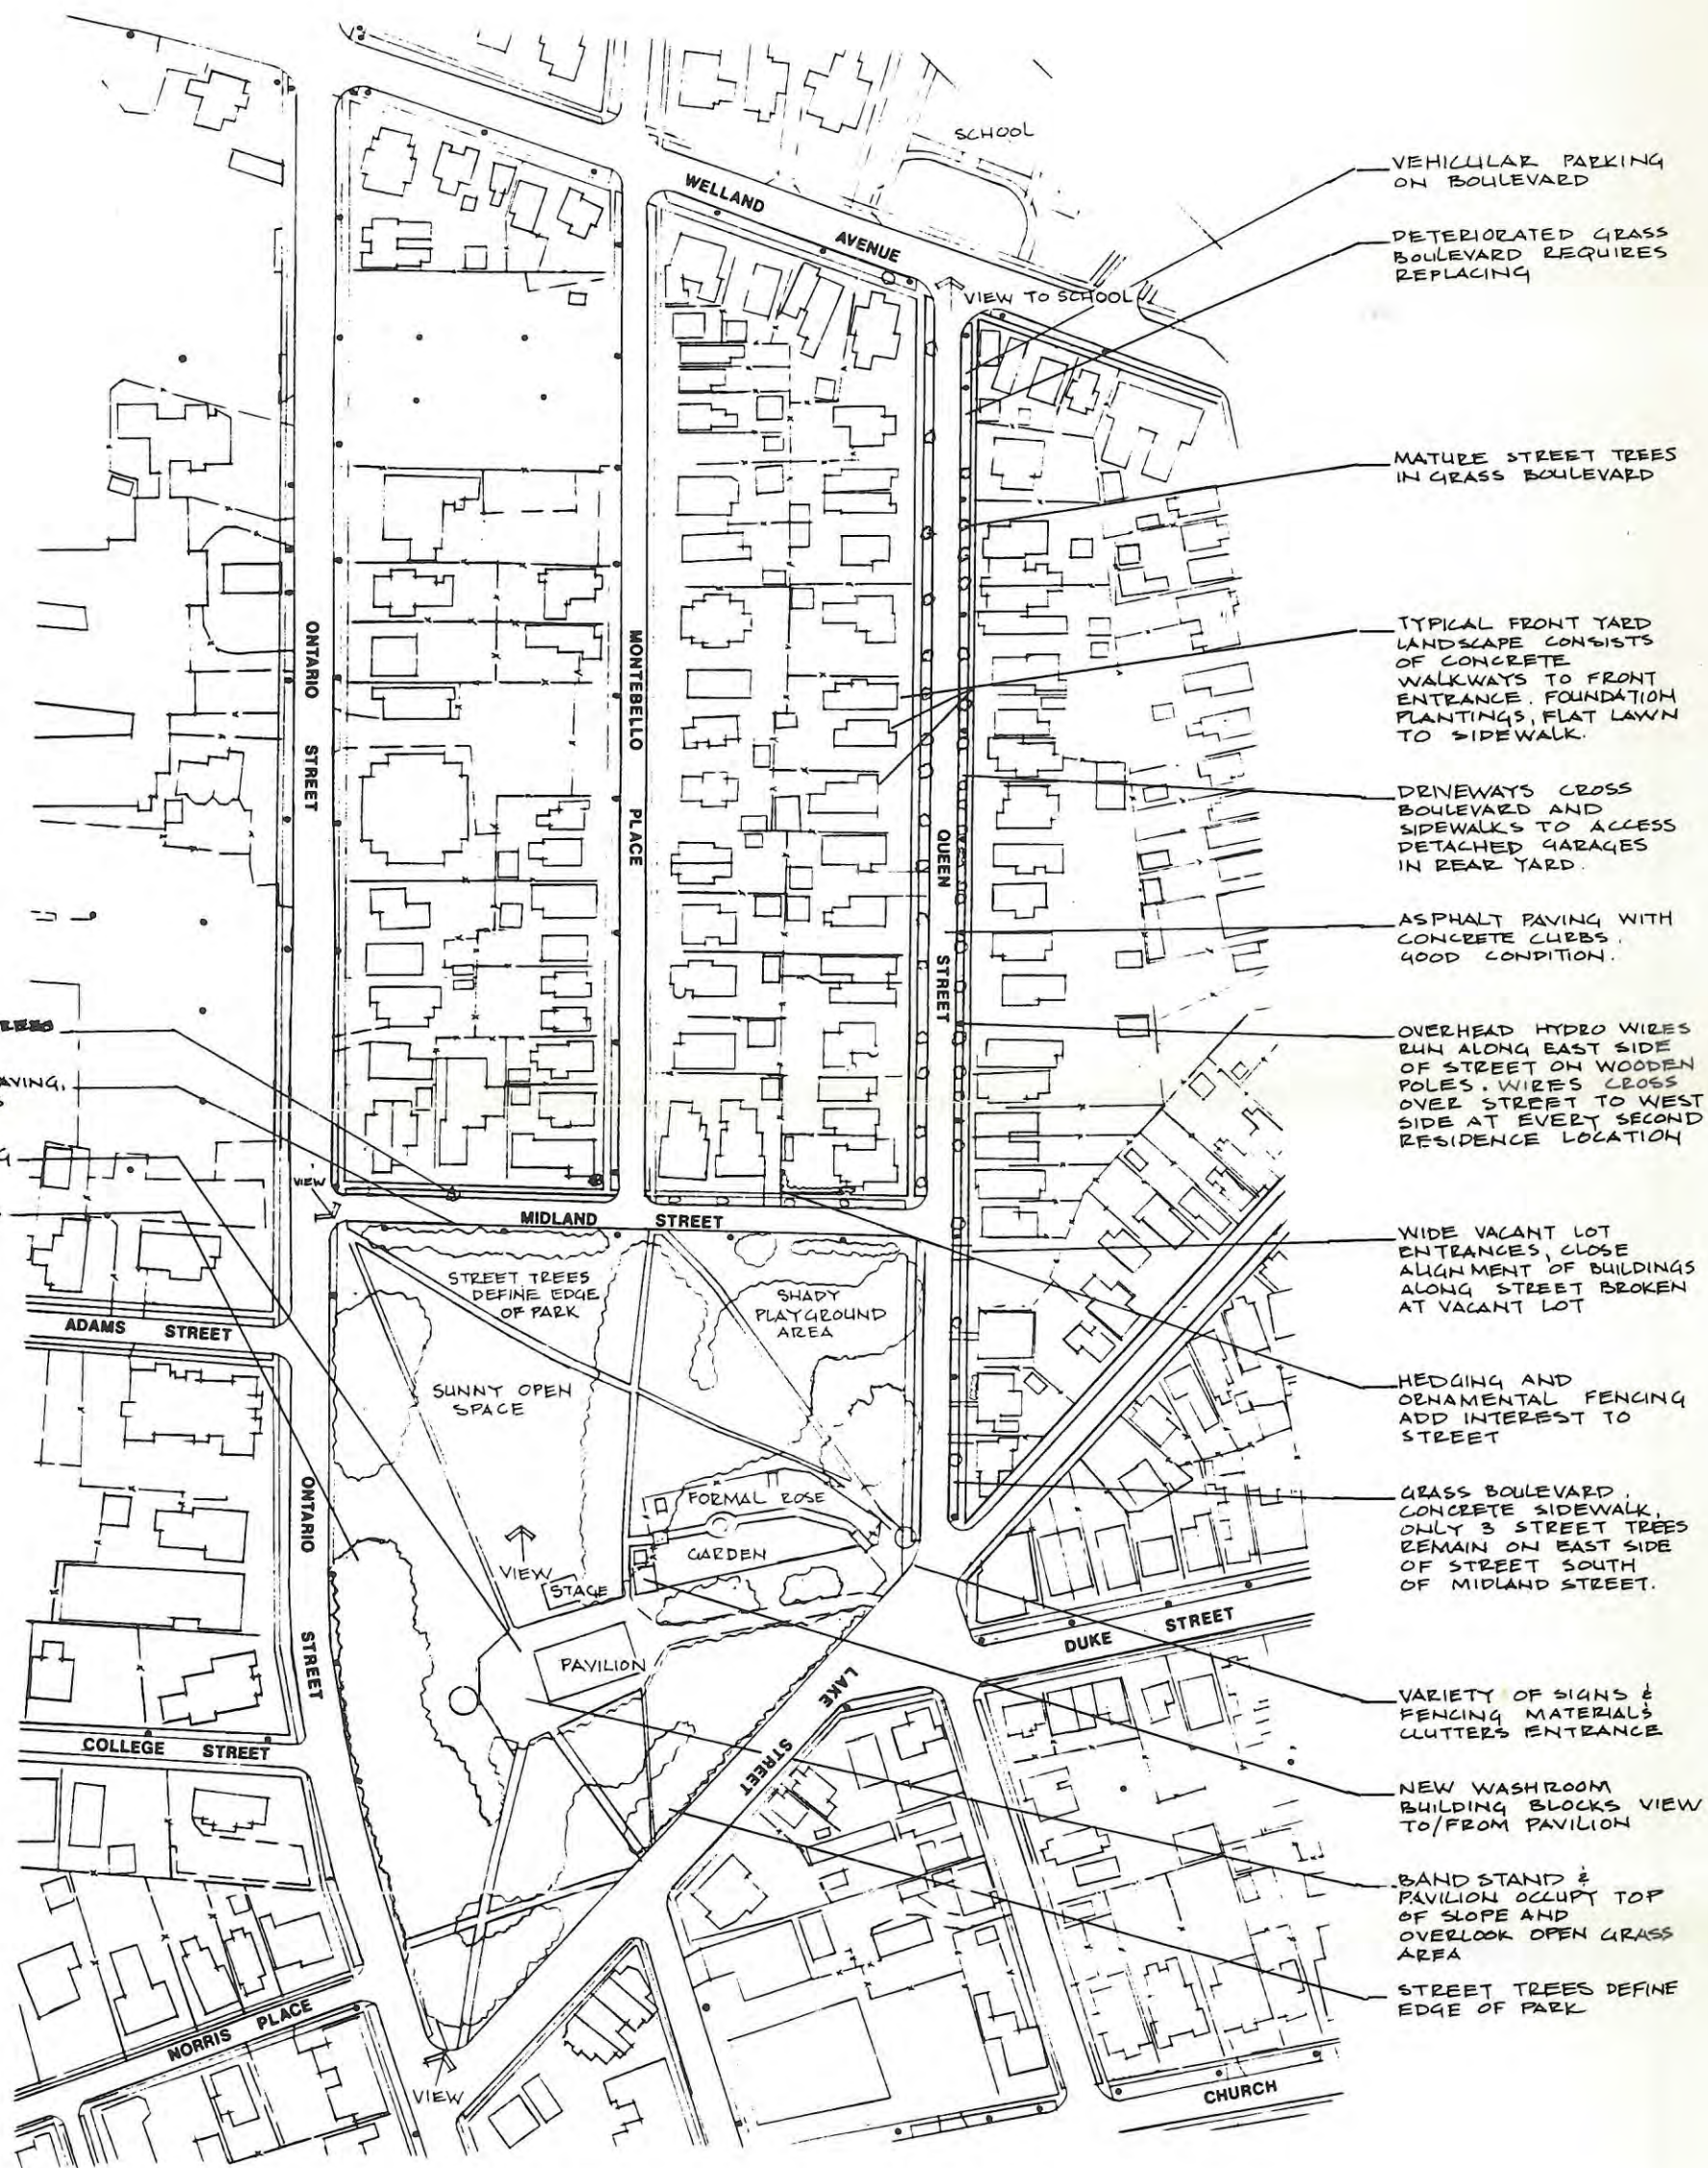 SCHOOL
WELLAND
AVENUE
VIEW TO SCHOOL
VEHICULAR PARKING
ON BOULEVARD
DETERIORATED GRASS
BOULEVARD REQUIRES
REPLACING
MATURE STREET TREES
IN GRASS BOULEVARD
TYPICAL FRONT YARD
LANDSCAPE CONSISTS
OF CONCRETE
WALKWAYS TO FRONT
ENTRANCE. FOUNDATION
PLANTINGS, FLAT LAWN
TO SIDEWALK.
DRIVEWAYS CROSS
BOULEVARD AND
SIDEWALKS TO ACCESS
DETACHED GARAGES
IN REAR YARD.
ASPHALT PAVING WITH
CONCRETE CURBS.
GOOD CONDITION.
OVERHEAD HYDRO WIRES
RUN ALONG EAST SIDE
OF STREET ON WOODEN
POLES. WIRES CROSS
OVER STREET TO WEST
SIDE AT EVERY SECOND
RESIDENCE LOCATION
WIDE VACANT LOT
ENTRANCES, CLOSE
ALIGNMENT OF BUILDINGS
ALONG STREET BROKEN
AT VACANT LOT
HEDGING AND
ORNAMENTAL FENCING
ADD INTEREST TO
STREET
GRASS BOULEVARD.
CONCRETE SIDEWALK.
ONLY 3 STREET TREES
REMAIN ON EAST SIDE
OF STREET SOUTH
OF MIDLAND STREET.
VARIETY OF SIGNS &
FENCING MATERIALS
CLUTTERS ENTRANCE
NEW WASHROOM
BUILDING BLOCKS VIEW
TO/FROM PAVILION
BAND STAND &
PAVILION OCCUPY TOP
OF SLOPE AND
OVERLOOK OPEN GRASS
AREA
STREET TREES DEFINE
EDGE OF PARK
ONTARIO STREET
MONTEBELLO PLACE
QUEEN STREET
VIEW
MIDLAND STREET
STREET TREES
DEFINE EDGE
OF PARK
SHADY
PLAYGROUND
AREA
ADAMS STREET
SUNNY OPEN
SPACE
FORMAL ROSE
GARDEN
VIEW
STAGE
ONTARIO STREET
PAVILION
DUKE STREET
LAKE STREET
COLLEGE STREET
NORRIS PLACE
VIEW
CHURCH